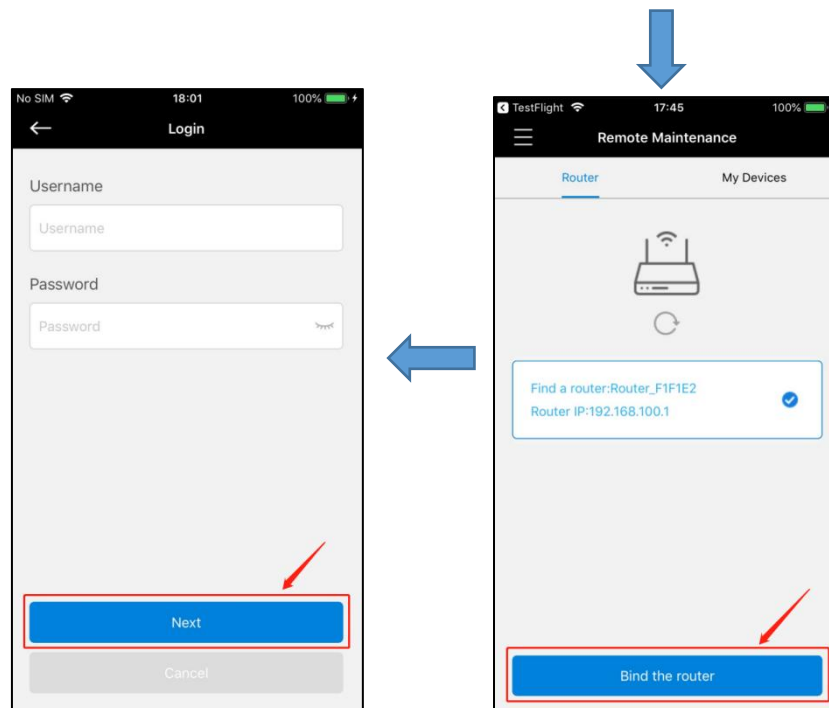 No SIM 18:01 100%
Login
Username
Username
Password
Password
Next
Cancel
TestFlight 17:45 100%
Remote Maintenance
Router My Devices
Find a router:Router_F1F1E2
Router IP:192.168.100.1
Bind the router